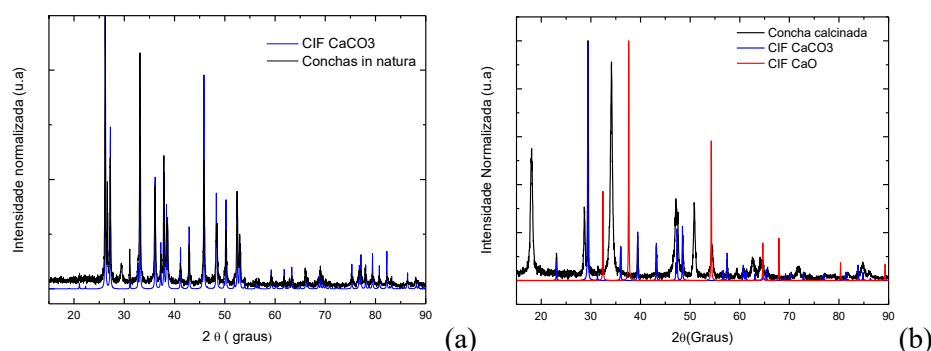 CIF CaCO3
Conchas in natura
Intensidade normalizada (u.a)
20 30 40 50 60 70 80 90
2 θ ( graus)
(a)
Concha calcinada
CIF CaCO3
CIF CaO
Intensidade Normalizada (u.a)
20 30 40 50 60 70 80 90
2θ(Graus)
(b)